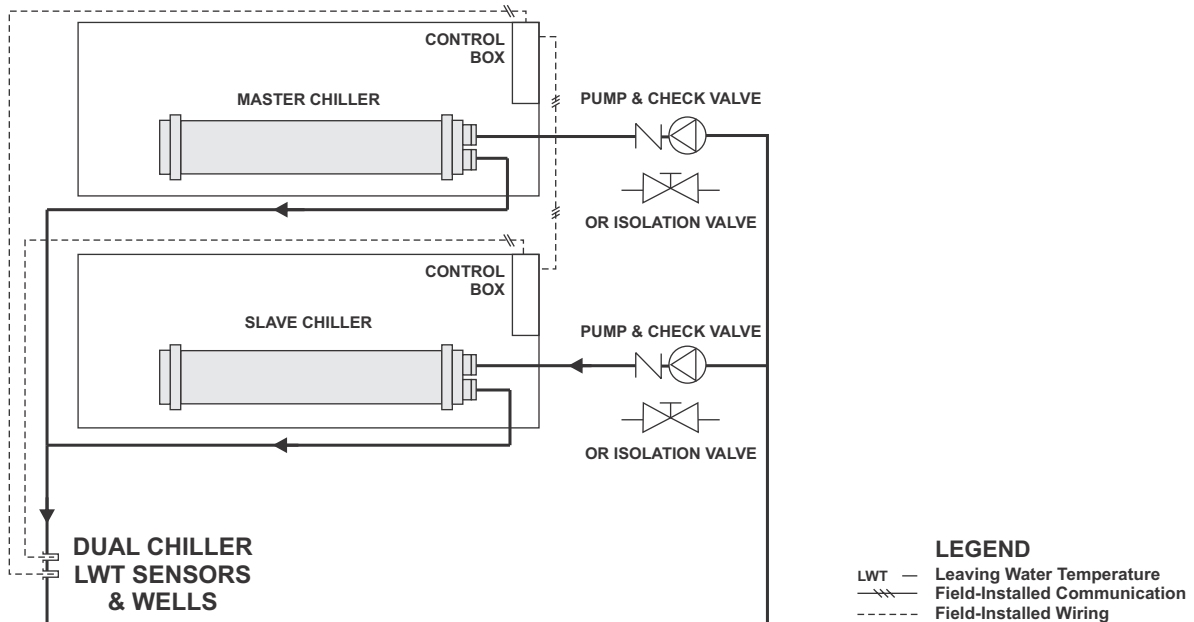 CONTROL
BOX
MASTER CHILLER
PUMP & CHECK VALVE
OR ISOLATION VALVE
CONTROL
BOX
SLAVE CHILLER
PUMP & CHECK VALVE
OR ISOLATION VALVE
DUAL CHILLER
LWT SENSORS
& WELLS
LEGEND
LWT — Leaving Water Temperature
Field-Installed Communication
Field-Installed Wiring